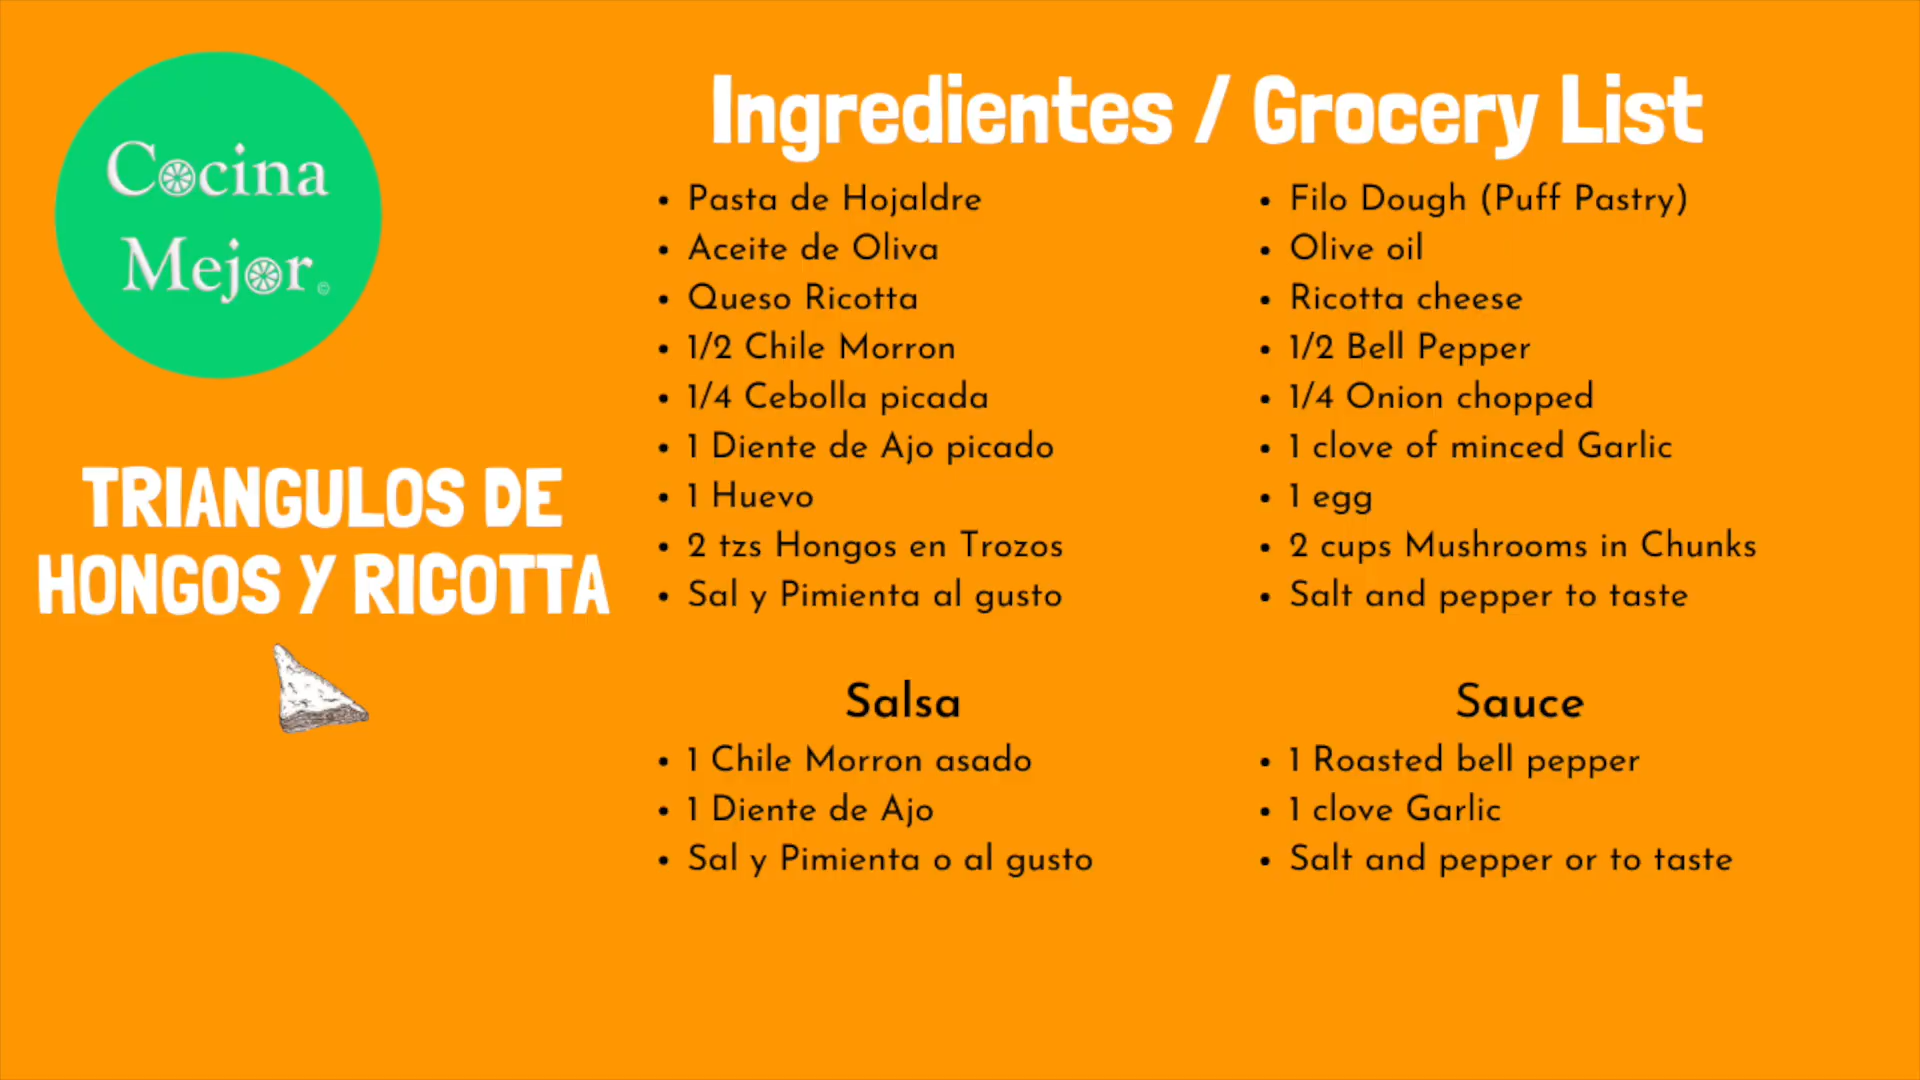 Cocina
Mejor ©
TRIANGULOS DE
HONGOS Y RICOTTA
Ingredientes / Grocery List
• Pasta de Hojaldre
• Aceite de Oliva
• Queso Ricotta
• 1/2 Chile Morron
• 1/4 Cebolla picada
• 1 Diente de Ajo picado
• 1 Huevo
• 2 tzs Hongos en Trozos
• Sal y Pimienta al gusto
Salsa
• 1 Chile Morron asado
• 1 Diente de Ajo
• Sal y Pimienta o al gusto
• Filo Dough (Puff Pastry)
• Olive oil
• Ricotta cheese
• 1/2 Bell Pepper
• 1/4 Onion chopped
• 1 clove of minced Garlic
• 1 egg
• 2 cups Mushrooms in Chunks
• Salt and pepper to taste
Sauce
• 1 Roasted bell pepper
• 1 clove Garlic
• Salt and pepper or to taste